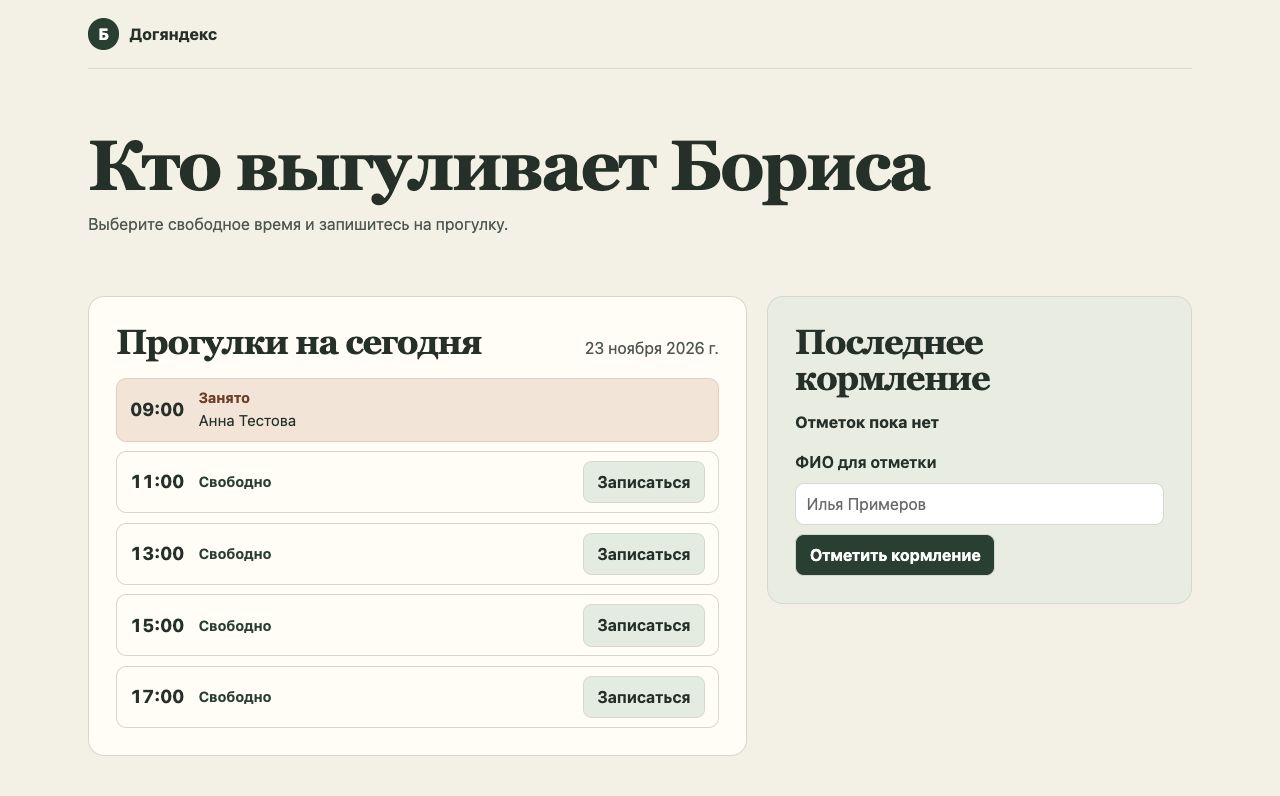 Б Догяндекс
Кто выгуливает Бориса
Выберите свободное время и запишитесь на прогулку.
Прогулки на сегодня
23 ноября 2026 г.
09:00
Занято
Анна Тестова
11:00 Свободно Записаться
13:00 Свободно Записаться
15:00 Свободно Записаться
17:00 Свободно Записаться
Последнее
кормление
Отметок пока нет
ФИО для отметки
Илья Примеров
Отметить кормление